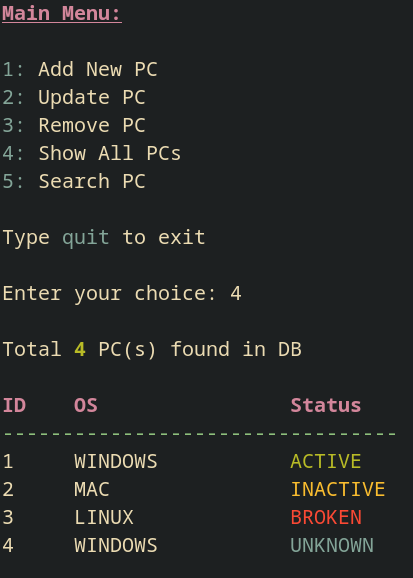 Main Menu:
1: Add New PC
2: Update PC
3: Remove PC
4: Show All PCs
5: Search PC
Type quit to exit
Enter your choice: 4
Total 4 PC(s) found in DB
ID    OS                Status
---------------------------------
1     WINDOWS           ACTIVE
2     MAC               INACTIVE
3     LINUX             BROKEN
4     WINDOWS           UNKNOWN